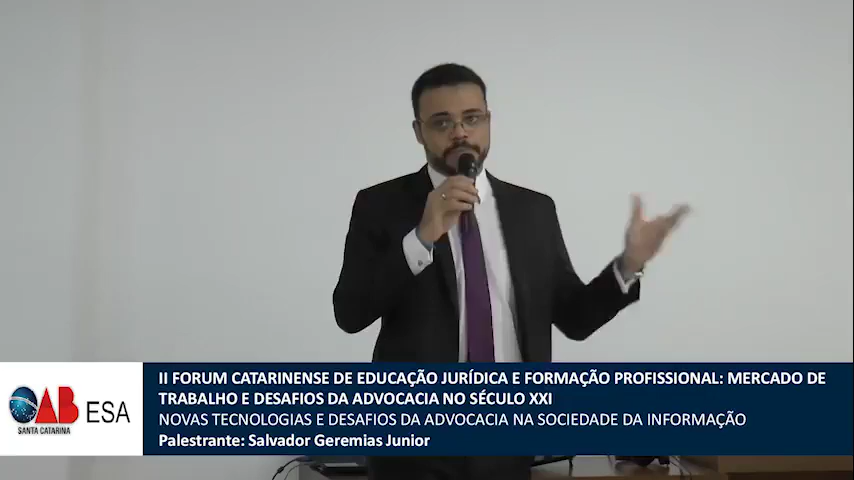 II FORUM CATARINENSE DE EDUCAÇÃO JURÍDICA E FORMAÇÃO PROFISSIONAL: MERCADO DE
TRABALHO E DESAFIOS DA ADVOCACIA NO SÉCULO XXI
NOVAS TECNOLOGIAS E DESAFIOS DA ADVOCACIA NA SOCIEDADE DA INFORMAÇÃO
Palestrante: Salvador Geremias Junior
OAB ESA
SANTA CATARINA